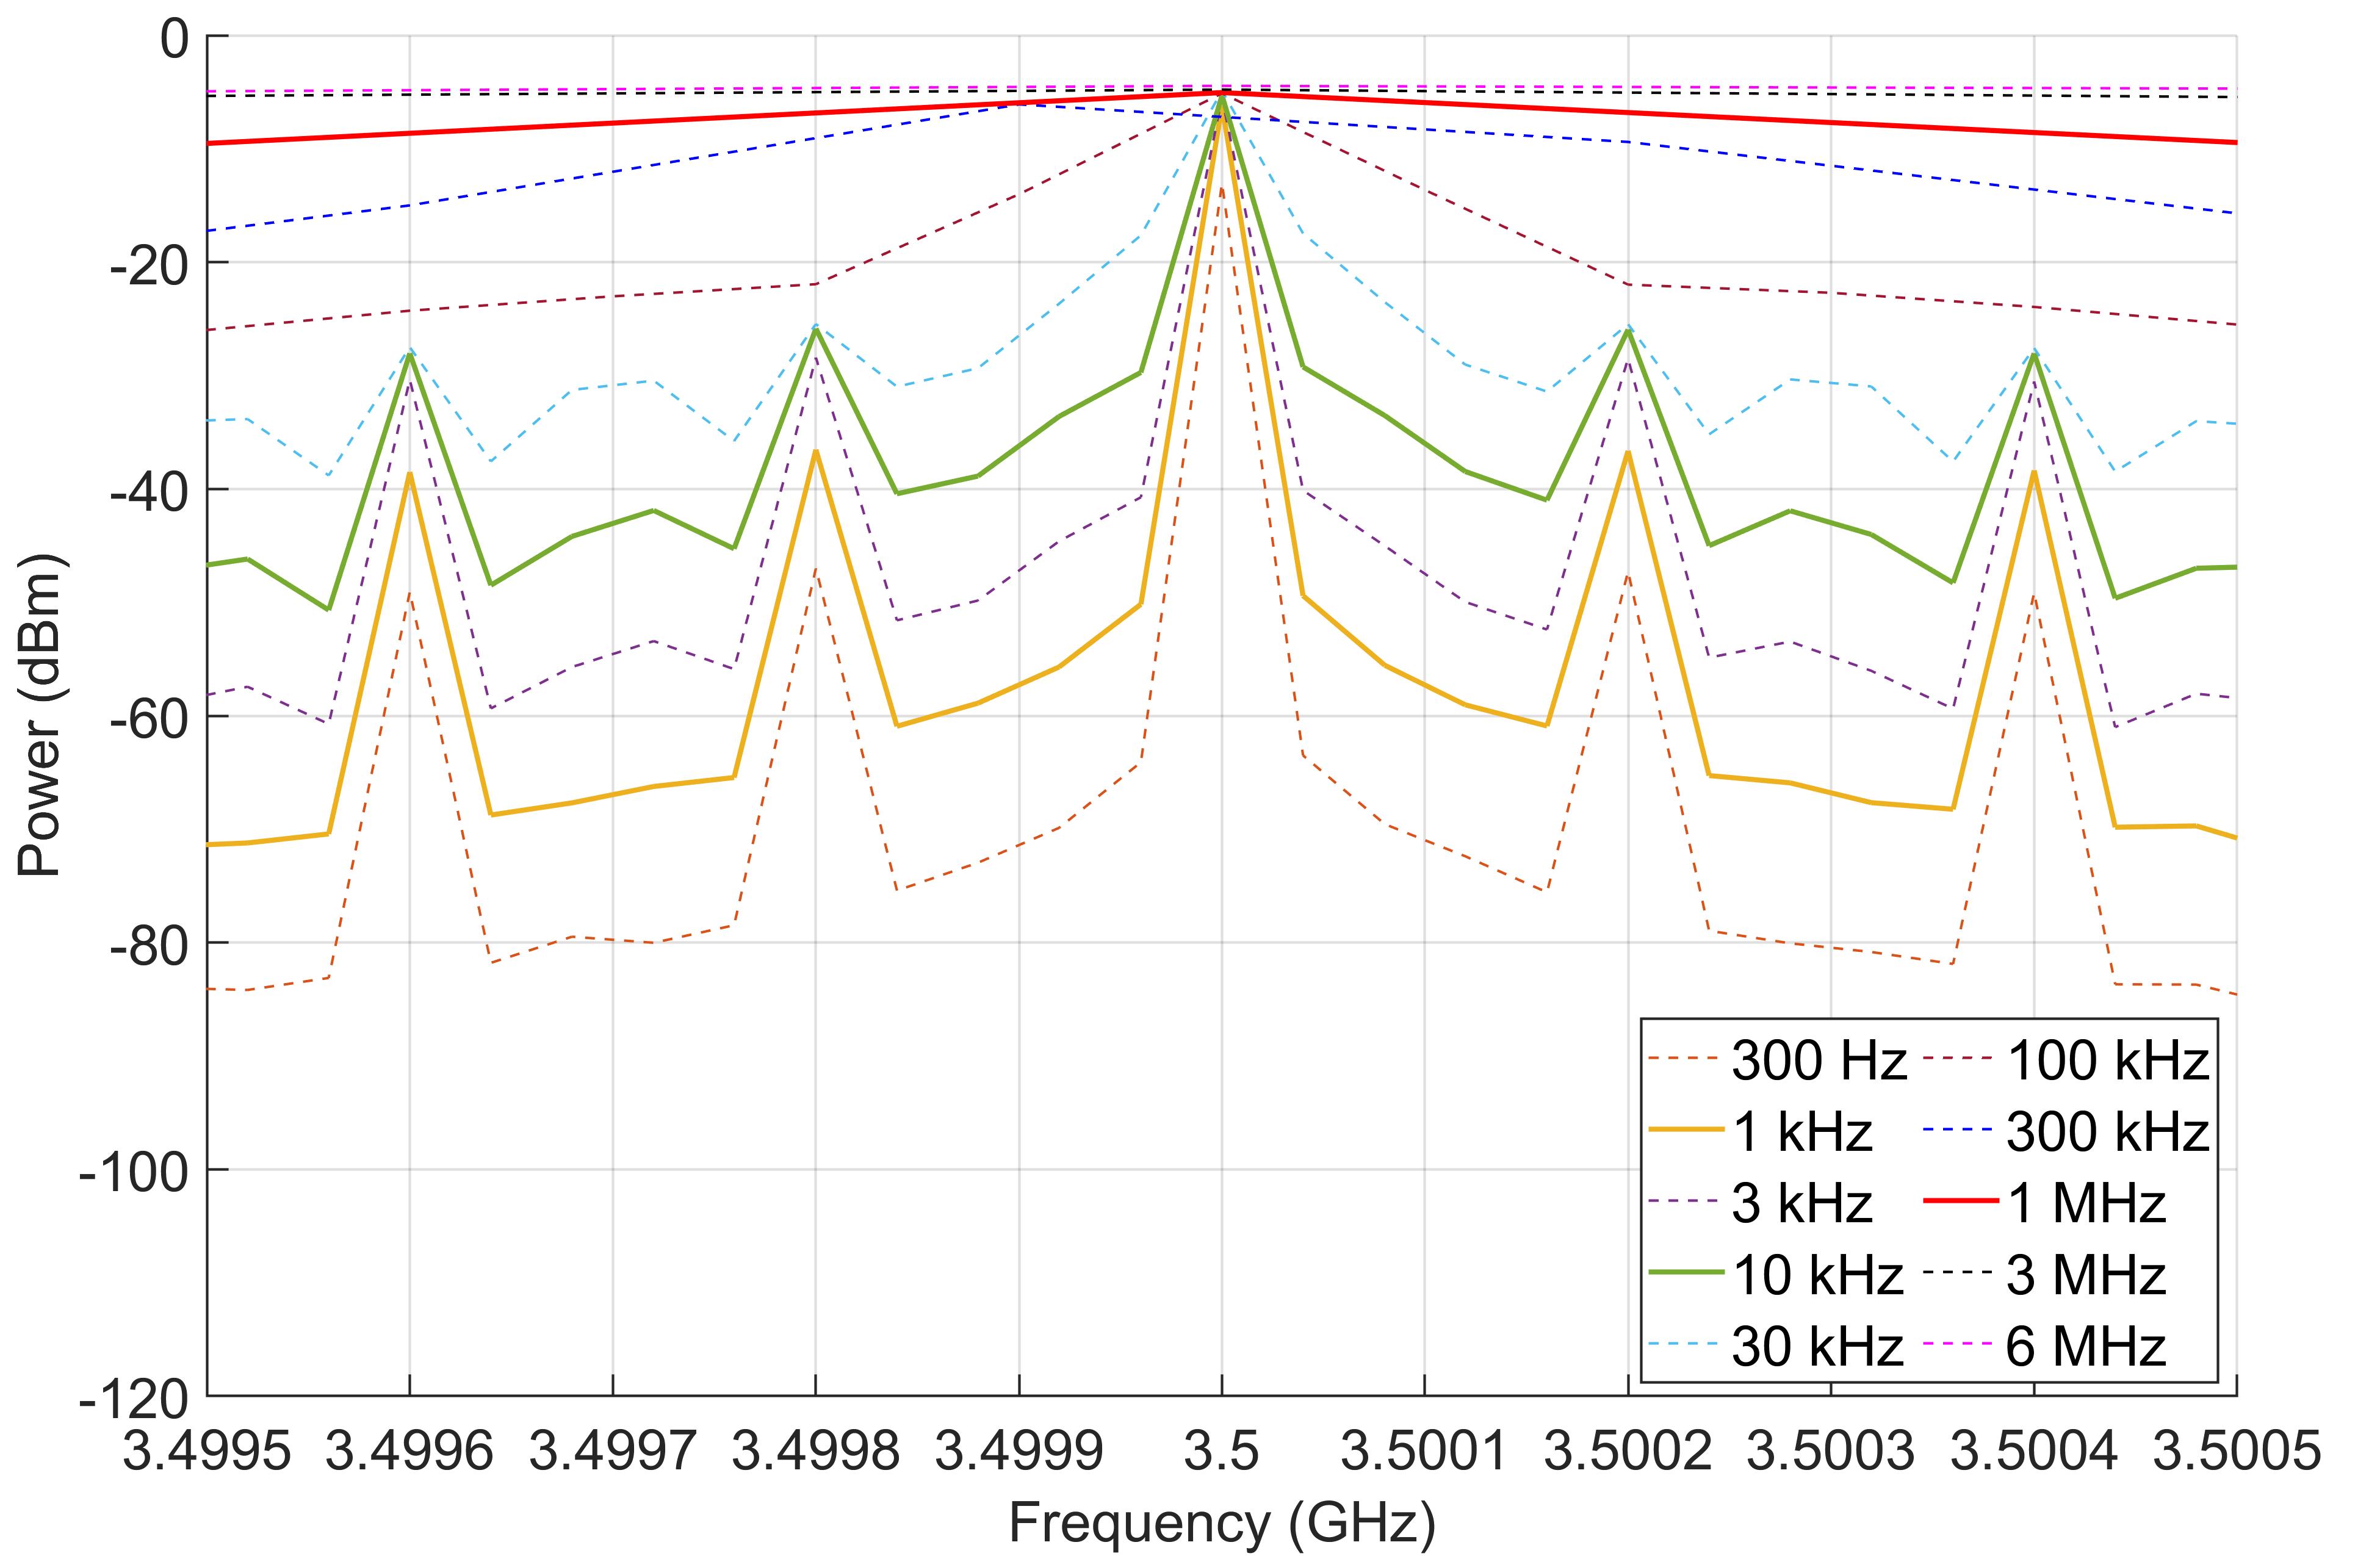 0
-20
-40
-60
-80
-100
-120
Power (dBm)
3.4995 3.4996 3.4997 3.4998 3.4999 3.5 3.5001 3.5002 3.5003 3.5004 3.5005
Frequency (GHz)
300 Hz 100 kHz
1 kHz 300 kHz
3 kHz 1 MHz
10 kHz 3 MHz
30 kHz 6 MHz